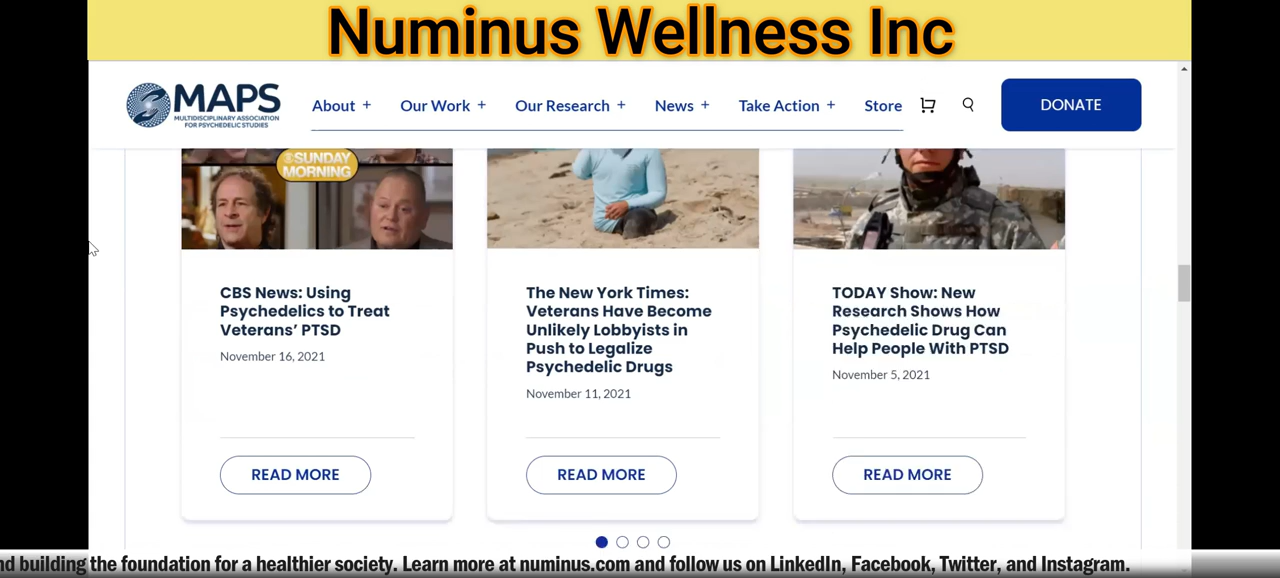 Numinus Wellness Inc
MAPS
MULTIDISCIPLINARY ASSOCIATION
FOR PSYCHEDELIC STUDIES
About + Our Work + Our Research + News + Take Action + Store DONATE
SUNDAY
MORNING
CBS News: Using
Psychedelics to Treat
Veterans' PTSD
November 16, 2021
READ MORE
The New York Times:
Veterans Have Become
Unlikely Lobbyists in
Push to Legalize
Psychedelic Drugs
November 11, 2021
READ MORE
TODAY Show: New
Research Shows How
Psychedelic Drug Can
Help People With PTSD
November 5, 2021
READ MORE
building the foundation for a healthier society. Learn more at numinus.com and follow us on LinkedIn, Facebook, Twitter, and Instagram.